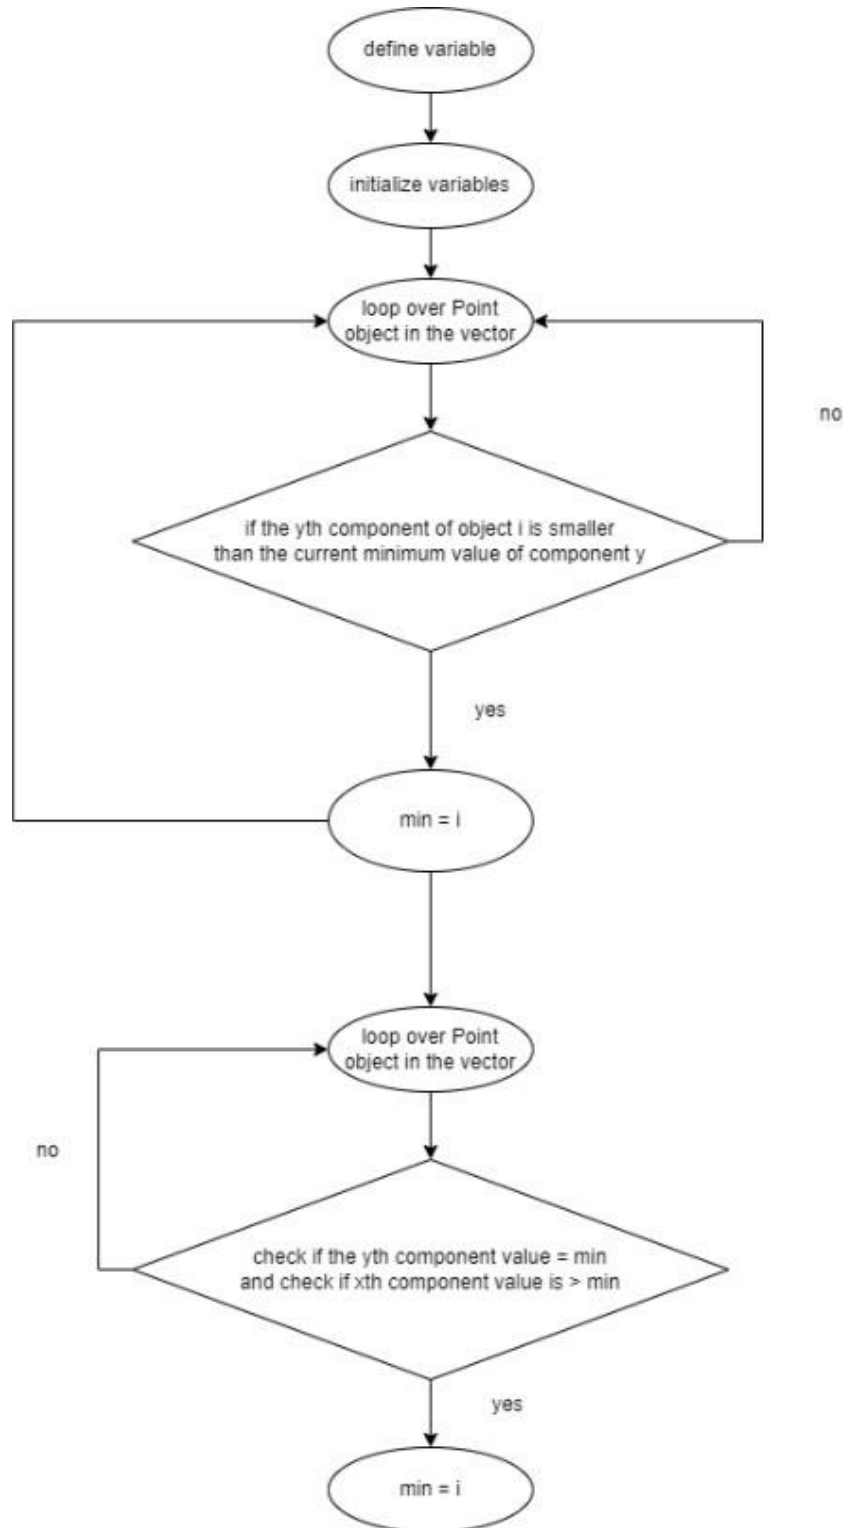 define variable
initialize variables
loop over Point
object in the vector
no
if the yth component of object i is smaller
than the current minimum value of component y
yes
min = i
loop over Point
object in the vector
no
check if the yth component value = min
and check if xth component value is > min
yes
min = i